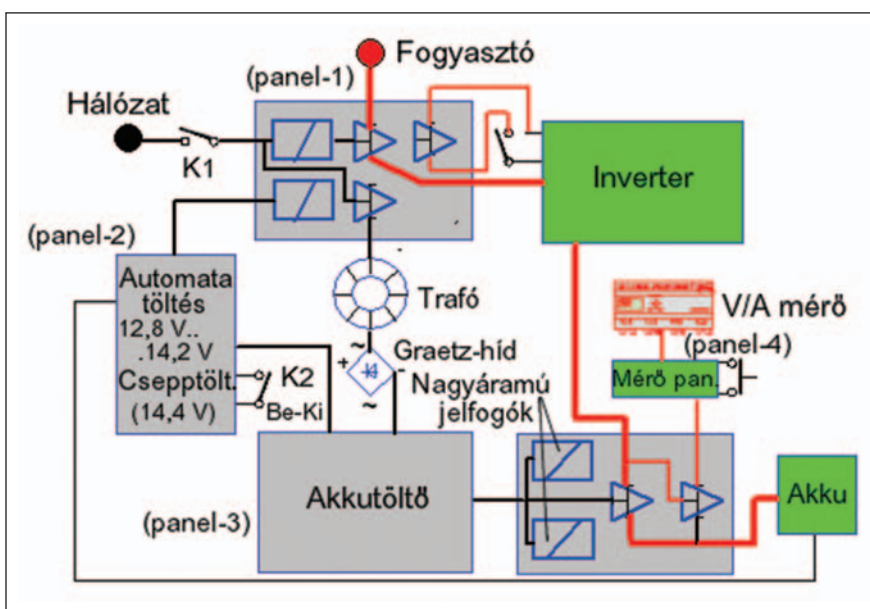 (panel-1)
Fogyasztó
Hálózat
K1
Inverter
(panel-2)
Automata
töltés
12,8 V..
.14,2 V
Csepptölt.
(14,4 V)
K2
Be-Ki
Trafó
~
+
-
~
Graetz-híd
Nagyáramú
jelfogók
V/A mérő
(panel-4)
Mérő pan.
(panel-3)
Akkutöltő
Akku